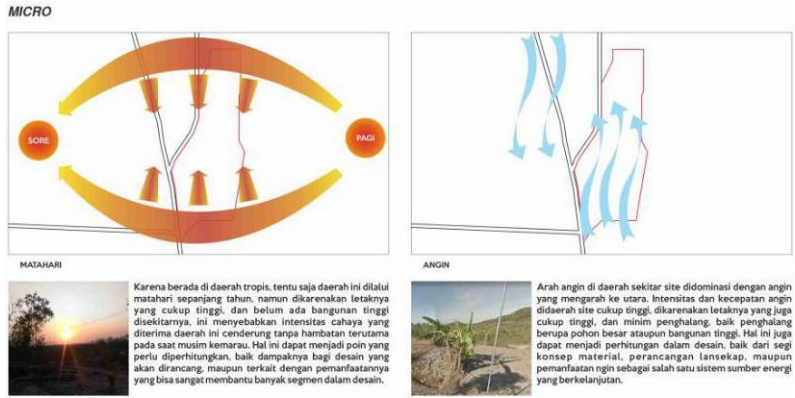 MICRO
SORE
PAGI
MATAHARI
Karena berada di daerah tropis, tentu saja daerah ini dilalui
matahari sepanjang tahun, namun dikarenakan letaknya
yang cukup tinggi, dan belum ada bangunan tinggi
disekitarnya, ini menyebabkan intensitas cahaya yang
diterima daerah ini cenderung tanpa hambatan terutama
pada saat musim kemarau. Hal ini dapat menjadi poin yang
perlu diperhitungkan, baik dampaknya bagi desain yang
akan dirancang, maupun terkait dengan pemanfaatannya
yang bisa sangat membantu banyak segmen dalam desain.
ANGIN
Arah angin di daerah sekitar site didominasi dengan angin
yang mengarah ke utara. Intensitas dan kecepatan angin
didaerah site cukup tinggi, dikarenakan letaknya yang juga
cukup tinggi, dan minim penghalang, baik penghalang
berupa pohon besar ataupun bangunan tinggi. Hal ini juga
dapat menjadi perhitungan dalam desain, baik dari segi
konsep material, perancangan lansekap, maupun
pemanfaatan ngin sebagai salah satu sistem sumber energi
yang berkelanjutan.